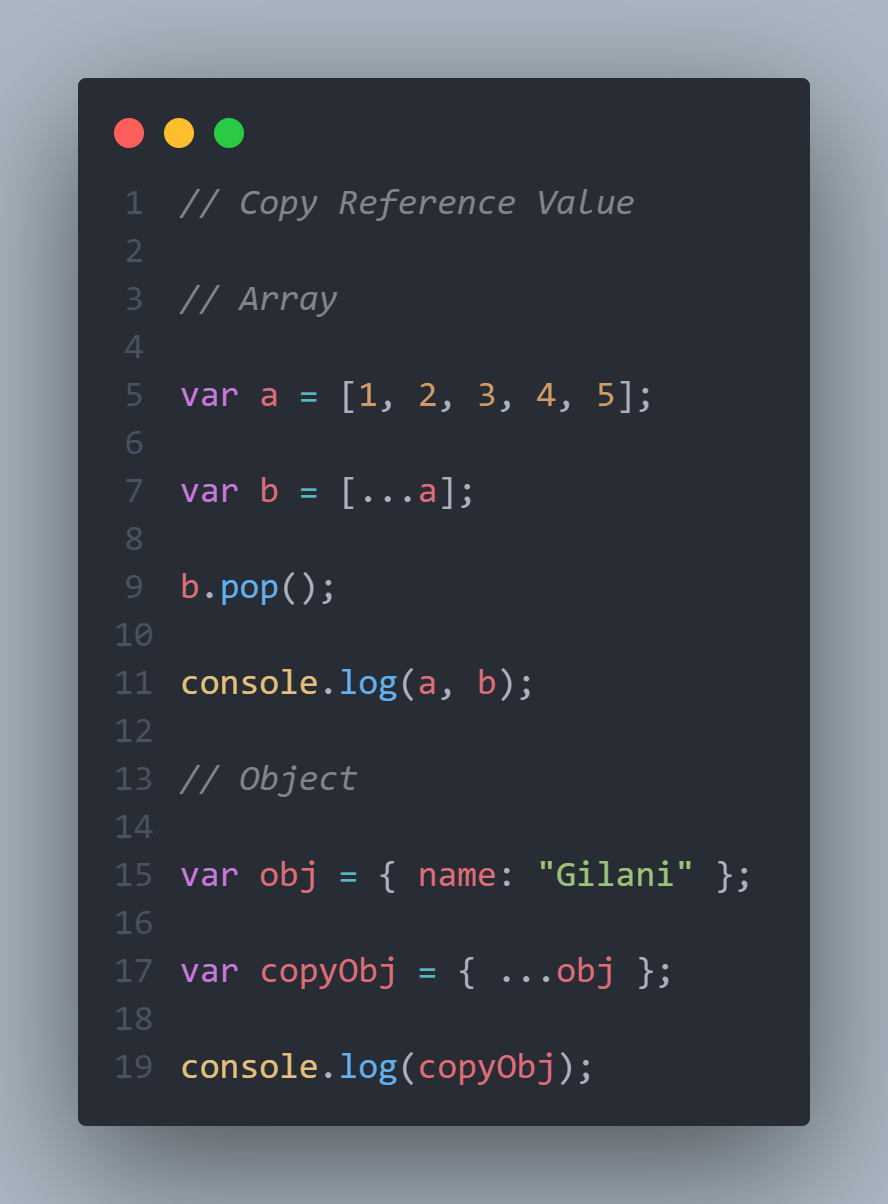 1 // Copy Reference Value
2
3 // Array
4
5 var a = [1, 2, 3, 4, 5];
6
7 var b = [...a];
8
9 b.pop();
10
11 console.log(a, b);
12
13 // Object
14
15 var obj = { name: "Gilani" };
16
17 var copyObj = { ...obj };
18
19 console.log(copyObj);